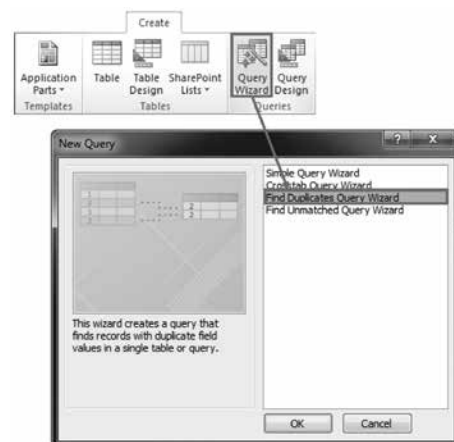 Create
Application Parts
Table
Table Design
SharePoint Lists
Query Wizard
Query Design
Templates
Tables
Queries
New Query
? X
Simple Query Wizard
Crosstab Query Wizard
Find Duplicates Query Wizard
Find Unmatched Query Wizard
This wizard creates a query that
finds records with duplicate field
values in a single table or query.
OK
Cancel